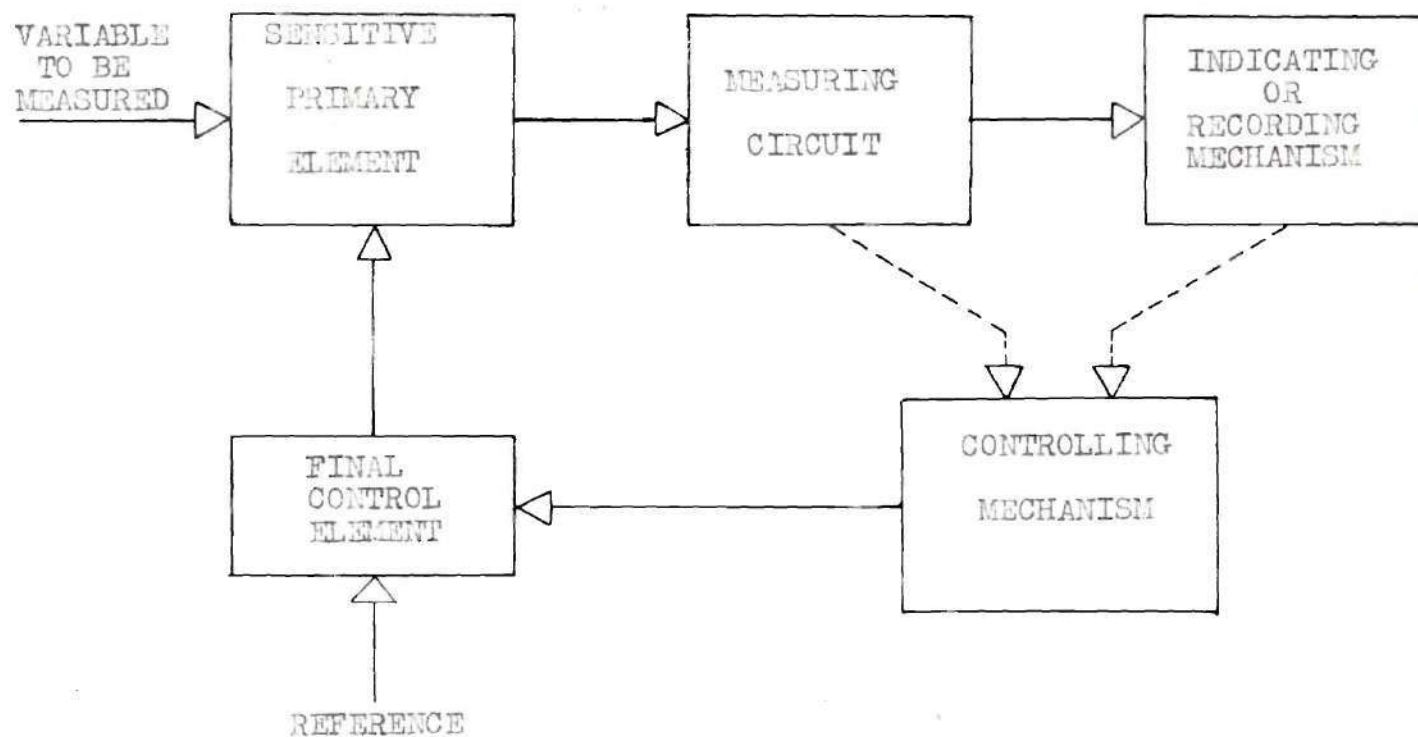 VARIABLE
TO BE
MEASURED
SENSITIVE
PRIMARY
ELEMENT
MEASURING
CIRCUIT
INDICATING
OR
RECORDING
MECHANISM
CONTROLLING
MECHANISM
FINAL
CONTROL
ELEMENT
REFERENCE